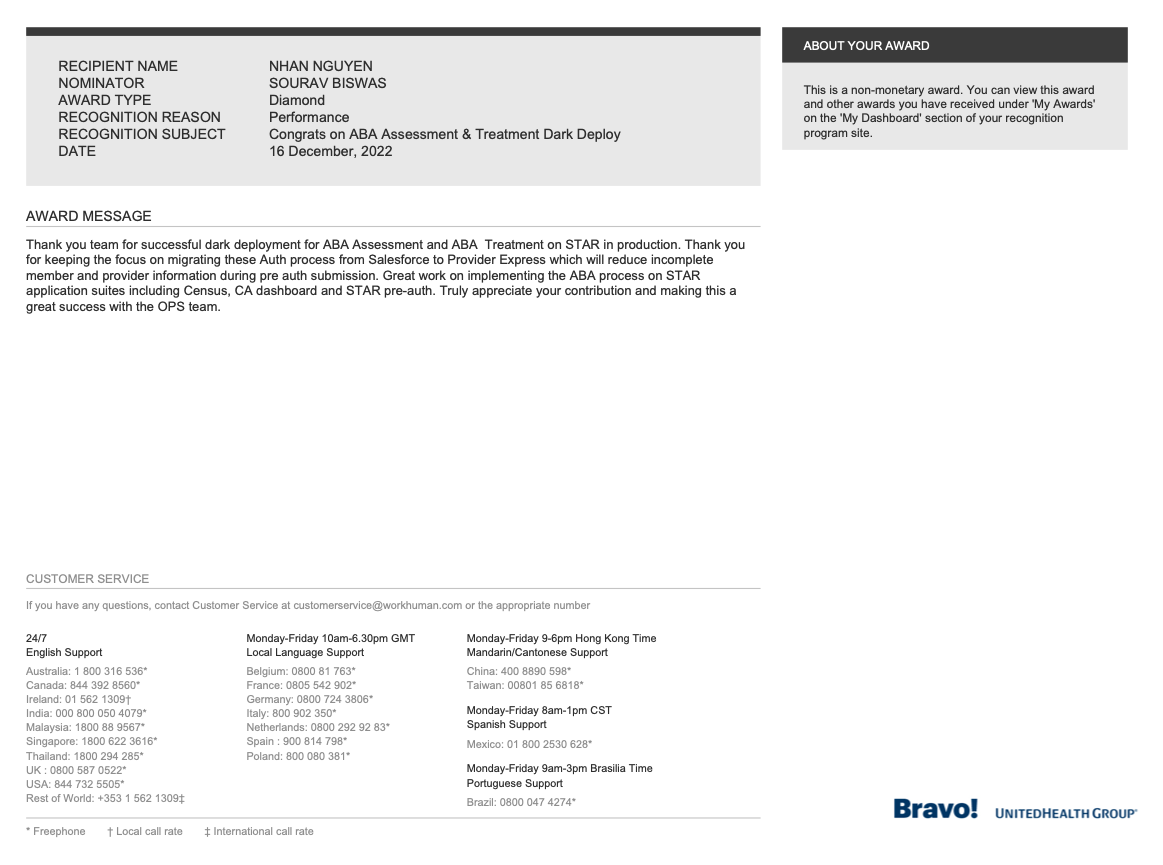 RECIPIENT NAME NHAN NGUYEN
NOMINATOR SOURAV BISWAS
AWARD TYPE Diamond
RECOGNITION REASON Performance
RECOGNITION SUBJECT Congrats on ABA Assessment & Treatment Dark Deploy
DATE 16 December, 2022
ABOUT YOUR AWARD
This is a non-monetary award. You can view this award
and other awards you have received under 'My Awards'
on the 'My Dashboard' section of your recognition
program site.
AWARD MESSAGE
Thank you team for successful dark deployment for ABA Assessment and ABA  Treatment on STAR in production. Thank you
for keeping the focus on migrating these Auth process from Salesforce to Provider Express which will reduce incomplete
member and provider information during pre auth submission. Great work on implementing the ABA process on STAR
application suites including Census, CA dashboard and STAR pre-auth. Truly appreciate your contribution and making this a
great success with the OPS team.
CUSTOMER SERVICE
If you have any questions, contact Customer Service at customerservice@workhuman.com or the appropriate number
24/7
English Support
Australia: 1 800 316 536*
Canada: 844 392 8560*
Ireland: 01 562 1309†
India: 000 800 050 4079*
Malaysia: 1800 88 9567*
Singapore: 1800 622 3616*
Thailand: 1800 294 285*
UK : 0800 587 0522*
USA: 844 732 5505*
Rest of World: +353 1 562 1309‡
Monday-Friday 10am-6.30pm GMT
Local Language Support
Belgium: 0800 81 763*
France: 0805 542 902*
Germany: 0800 724 3806*
Italy: 800 902 350*
Netherlands: 0800 292 92 83*
Spain : 900 814 798*
Poland: 800 080 381*
Monday-Friday 9-6pm Hong Kong Time
Mandarin/Cantonese Support
China: 400 8890 598*
Taiwan: 00801 85 6818*
Monday-Friday 8am-1pm CST
Spanish Support
Mexico: 01 800 2530 628*
Monday-Friday 9am-3pm Brasilia Time
Portuguese Support
Brazil: 0800 047 4274*
* Freephone † Local call rate ‡ International call rate
Bravo! UNITEDHEALTH GROUP®